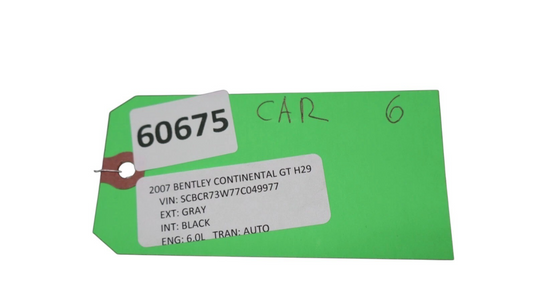 CAR 6
60675
2007 BENTLEY CONTINENTAL GT H29
VIN: SCBCR73W77C049977
EXT: GRAY
INT: BLACK
ENG: 6.0L TRAN: AUTO